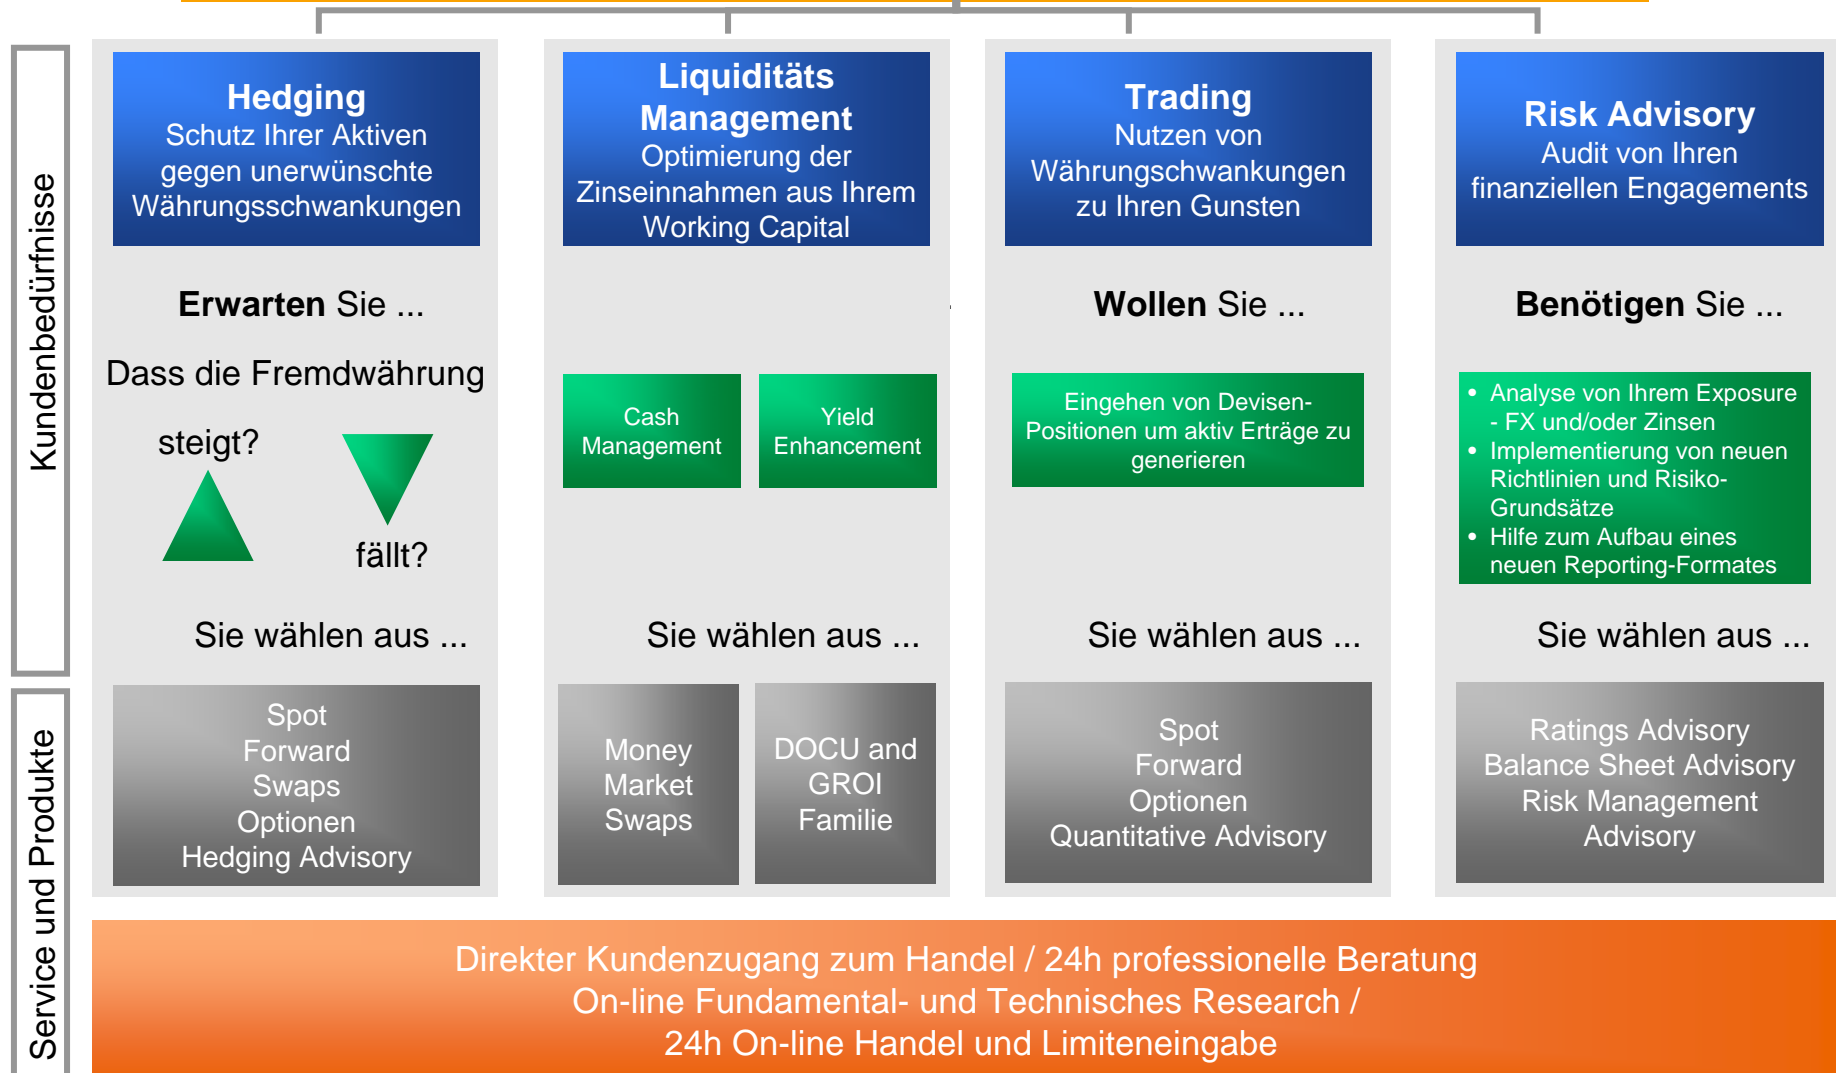 Kundenbedürfnisse
Hedging
Schutz Ihrer Aktiven
gegen unerwünschte
Währungsschwankungen
Erwarten Sie ...
Dass die Fremdwährung
steigt?
fällt?
Sie wählen aus ...
Liquiditäts
Management
Optimierung der
Zinseinnahmen aus Ihrem
Working Capital
Cash
Management
Yield
Enhancement
Sie wählen aus ...
Trading
Nutzen von
Währungschwankungen
zu Ihren Gunsten
Wollen Sie ...
Eingehen von Devisen-
Positionen um aktiv Erträge zu
generieren
Sie wählen aus ...
Risk Advisory
Audit von Ihren
finanziellen Engagements
Benötigen Sie ...
• Analyse von Ihrem Exposure
- FX und/oder Zinsen
• Implementierung von neuen
Richtlinien und Risiko-
Grundsätze
• Hilfe zum Aufbau eines
neuen Reporting-Formates
Sie wählen aus ...
Service und Produkte
Spot
Forward
Swaps
Optionen
Hedging Advisory
Money
Market
Swaps
DOCU and
GROI
Familie
Spot
Forward
Optionen
Quantitative Advisory
Ratings Advisory
Balance Sheet Advisory
Risk Management
Advisory
Direkter Kundenzugang zum Handel / 24h professionelle Beratung
On-line Fundamental- und Technisches Research /
24h On-line Handel und Limiteneingabe